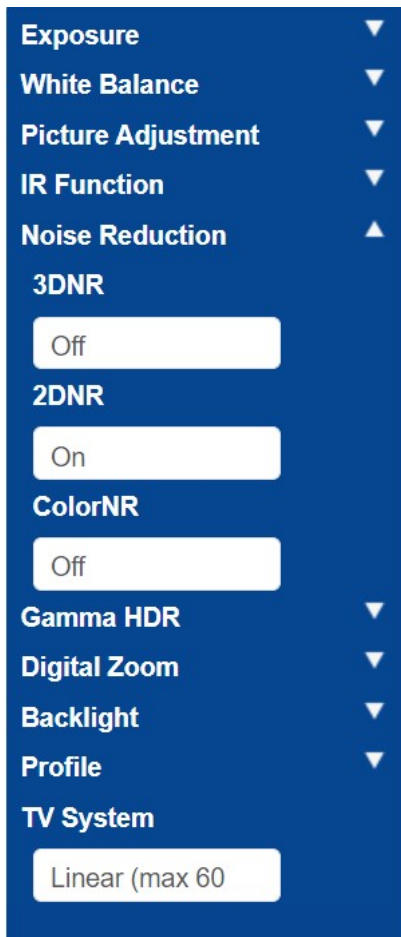 Exposure
White Balance
Picture Adjustment
IR Function
Noise Reduction
3DNR
Off
2DNR
On
ColorNR
Off
Gamma HDR
Digital Zoom
Backlight
Profile
TV System
Linear (max 60